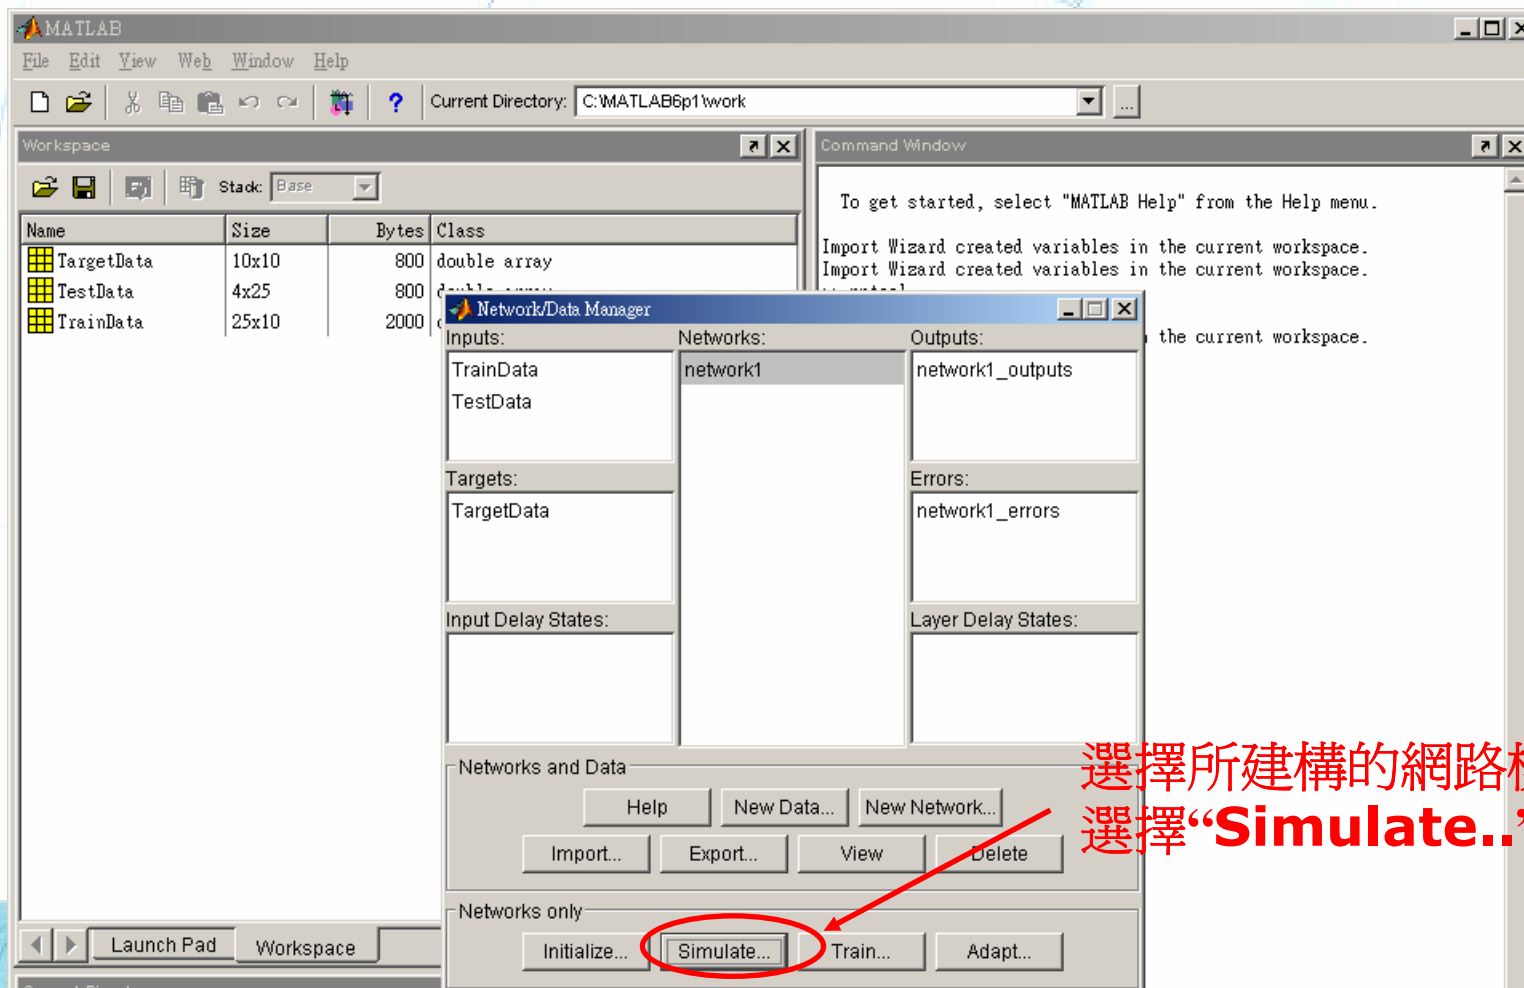 MATLAB
File Edit View Web Window Help
Current Directory: C:\MATLAB6p1\work
...
Workspace
Stack: Base
Name Size Bytes Class
TargetData 10x10 800 double array
TestData 4x25 800
TrainData 25x10 2000
Launch Pad Workspace
Command Window
To get started, select "MATLAB Help" from the Help menu.
Import Wizard created variables in the current workspace.
Import Wizard created variables in the current workspace.
the current workspace.
Network/Data Manager
Inputs: Networks: Outputs:
TrainData network1 network1_outputs
TestData
Targets: Errors:
TargetData network1_errors
Input Delay States: Layer Delay States:
Networks and Data
Help New Data... New Network...
Import... Export... View Delete
Networks only
Initialize... Simulate... Train... Adapt...
選擇所建構的網路
選擇“Simulate..”